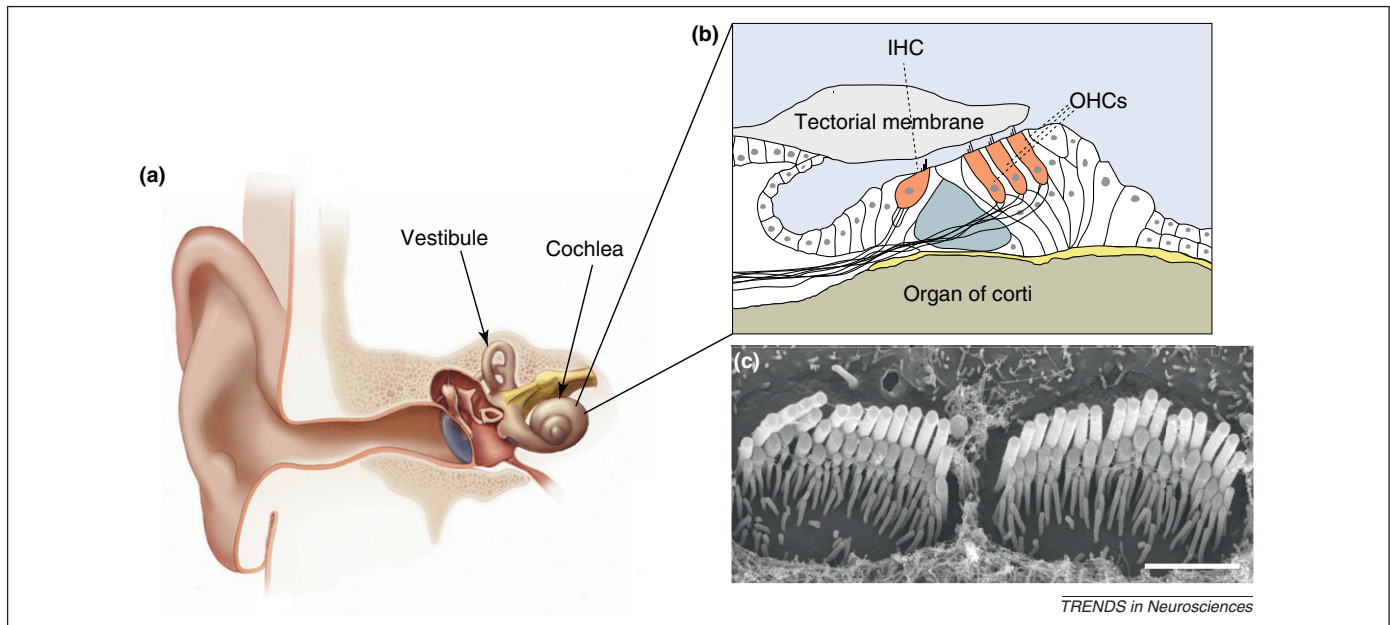 (a)
Vestibule
Cochlea
(b)
IHC
OHCs
Tectorial membrane
Organ of corti
(c)
TRENDS in Neurosciences